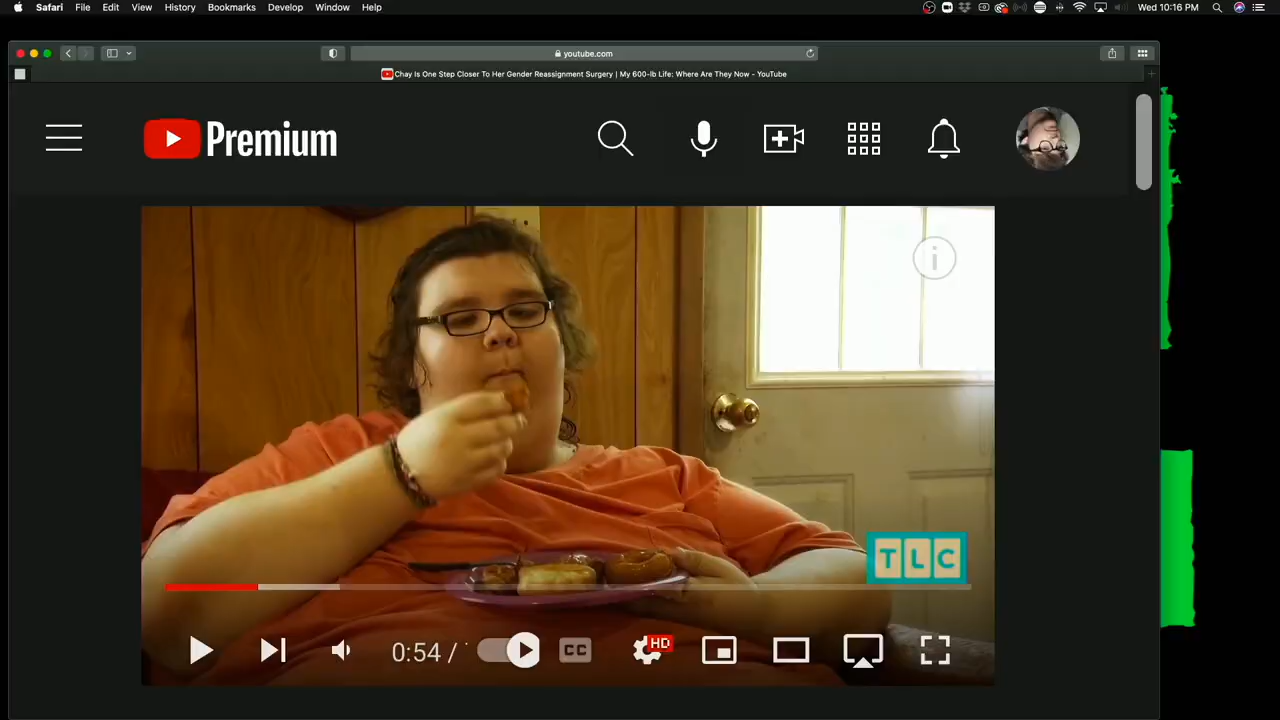 Safari File Edit View History Bookmarks Develop Window Help Wed 10:16 PM
youtube.com
Chay Is One Step Closer To Her Gender Reassignment Surgery | My 600-lb Life: Where Are They Now - YouTube
Premium
TLC
0:54 / CC HD